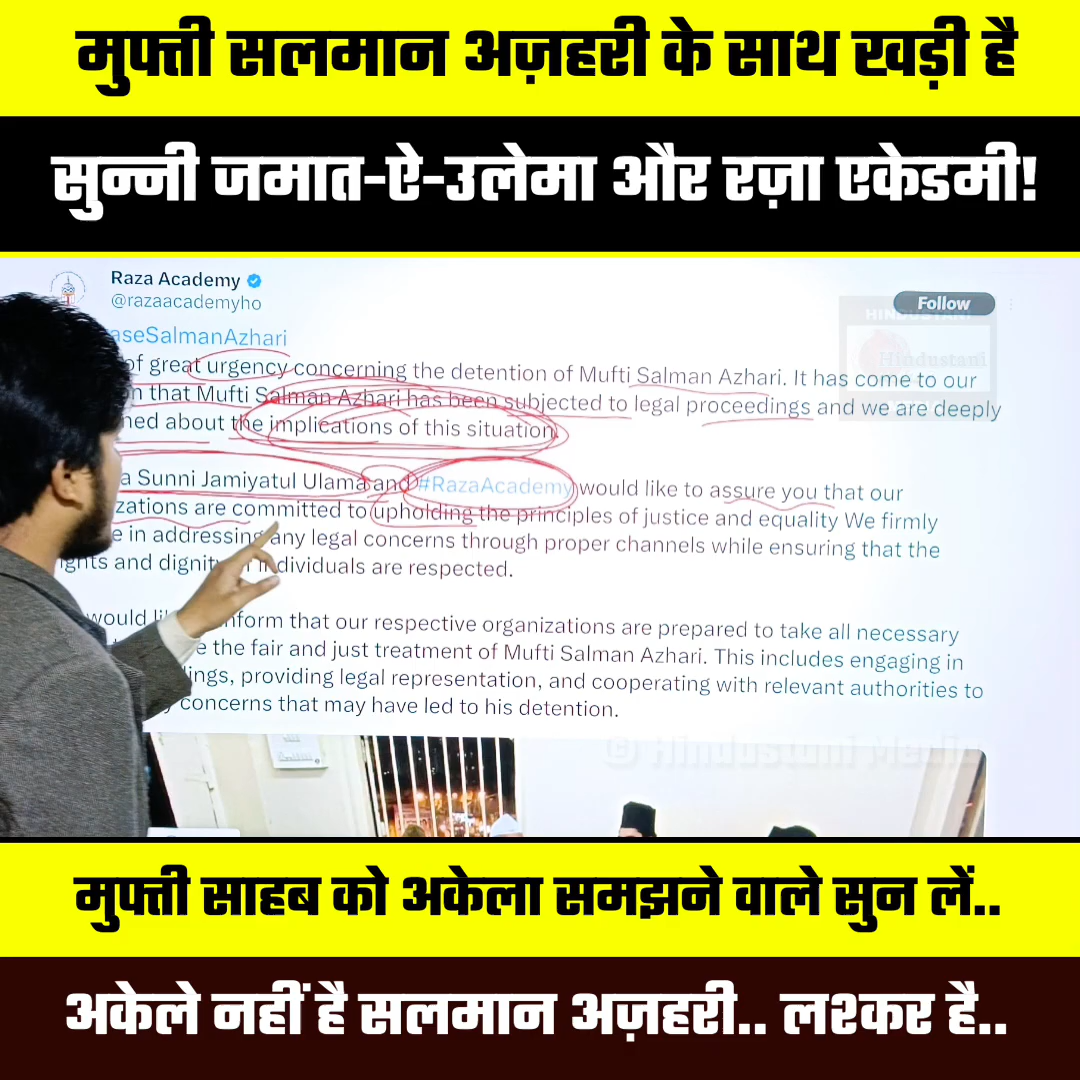 मुफ्ती सलमान अज़हरी के साथ खड़ी है
सुन्नी जमात-ऐ-उलेमा और रज़ा एकेडमी!
Raza Academy
@razaacademyho
Follow
HINDUSTANI
Hindustani
aseSalmanAzhari
of great urgency concerning the detention of Mufti Salman Azhari. It has come to our
that Mufti Salman Azhari has been subjected to legal proceedings and we are deeply
ned about the implications of this situation.
a Sunni Jamiyatul Ulama and #RazaAcademy would like to assure you that our
zations are committed to upholding the principles of justice and equality We firmly
e in addressing any legal concerns through proper channels while ensuring that the
ghts and dignity individuals are respected.
would inform that our respective organizations are prepared to take all necessary
the fair and just treatment of Mufti Salman Azhari. This includes engaging in
ings, providing legal representation, and cooperating with relevant authorities to
concerns that may have led to his detention.
© Hindustani Media
मुफ्ती साहब को अकेला समझने वाले सुन लें..
अकेले नहीं है सलमान अज़हरी.. लश्कर है..